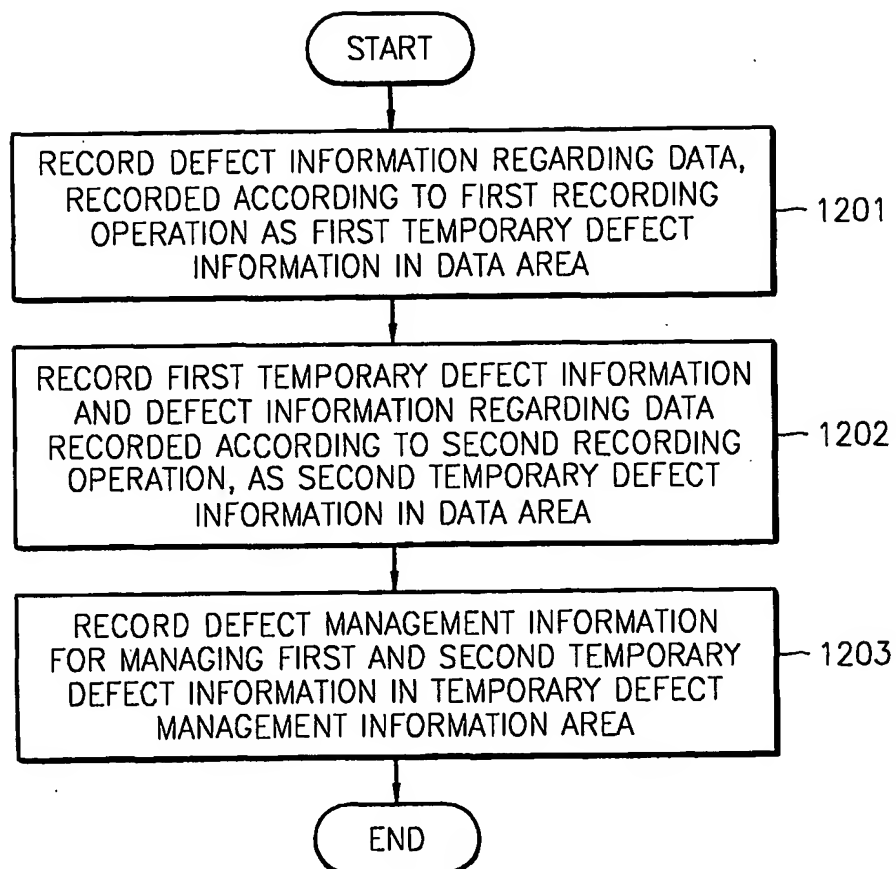 START
RECORD DEFECT INFORMATION REGARDING DATA,
RECORDED ACCORDING TO FIRST RECORDING
OPERATION AS FIRST TEMPORARY DEFECT
INFORMATION IN DATA AREA
1201
RECORD FIRST TEMPORARY DEFECT INFORMATION
AND DEFECT INFORMATION REGARDING DATA
RECORDED ACCORDING TO SECOND RECORDING
OPERATION, AS SECOND TEMPORARY DEFECT
INFORMATION IN DATA AREA
1202
RECORD DEFECT MANAGEMENT INFORMATION
FOR MANAGING FIRST AND SECOND TEMPORARY
DEFECT INFORMATION IN TEMPORARY DEFECT
MANAGEMENT INFORMATION AREA
1203
END